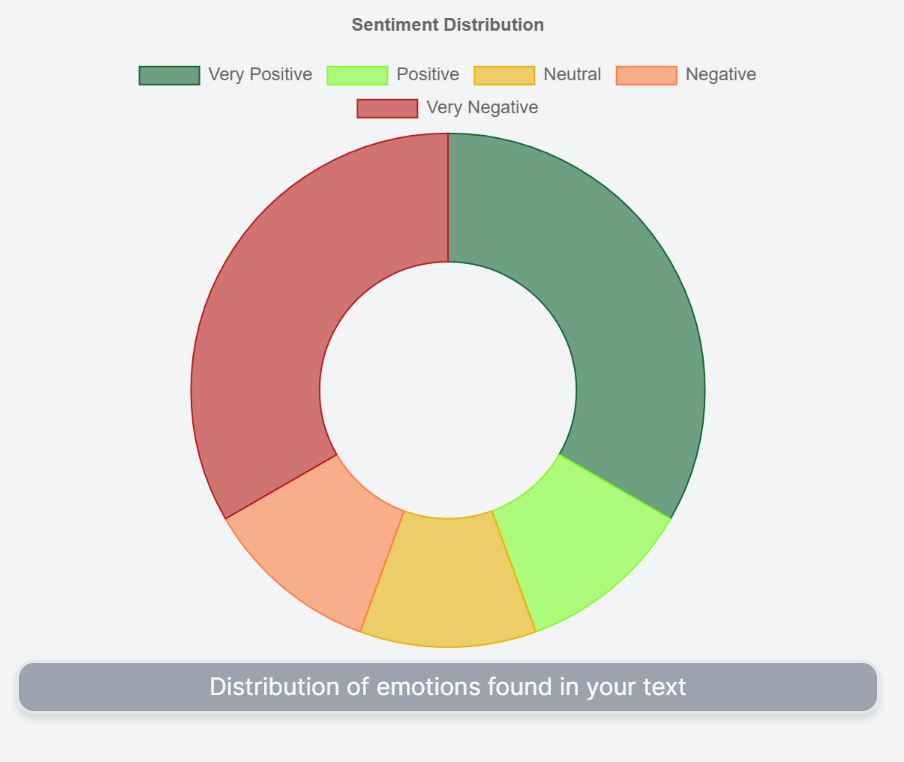 Sentiment Distribution
Very Positive Positive Neutral Negative
Very Negative
Distribution of emotions found in your text